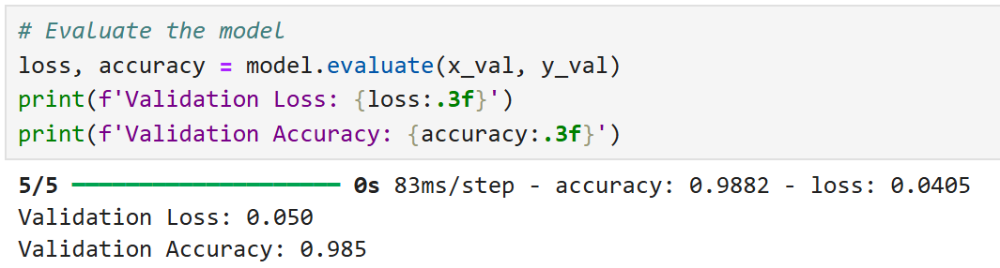 # Evaluate the model
loss, accuracy = model.evaluate(x_val, y_val)
print(f'Validation Loss: {loss:.3f}')
print(f'Validation Accuracy: {accuracy:.3f}')
5/5 ━━━━━━━━━━━━━━━━━━━━ 0s 83ms/step - accuracy: 0.9882 - loss: 0.0405
Validation Loss: 0.050
Validation Accuracy: 0.985